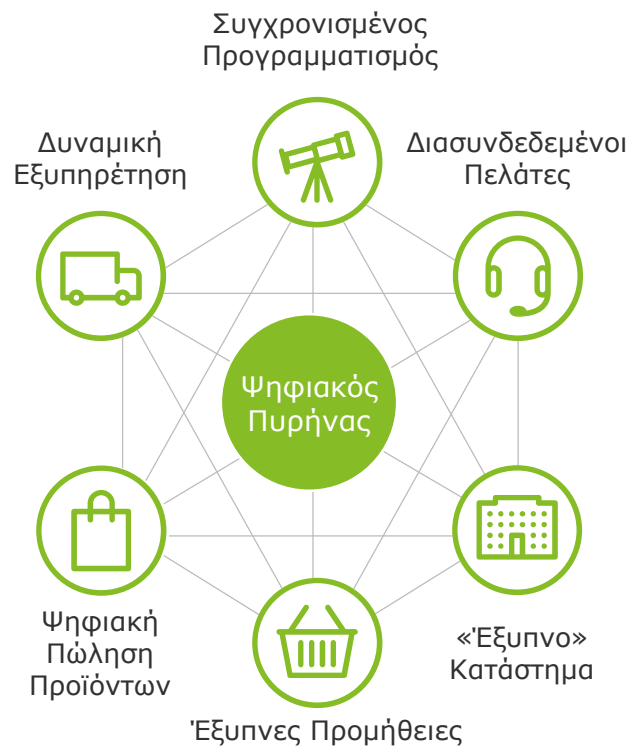 Συγχρονισμένος
Προγραμματισμός
Δυναμική
Εξυπηρέτηση
Διασυνδεδεμένοι
Πελάτες
Ψηφιακός
Πυρήνας
Ψηφιακή
Πώληση
Προϊόντων
«Έξυπνο»
Κατάστημα
Έξυπνες Προμήθειες